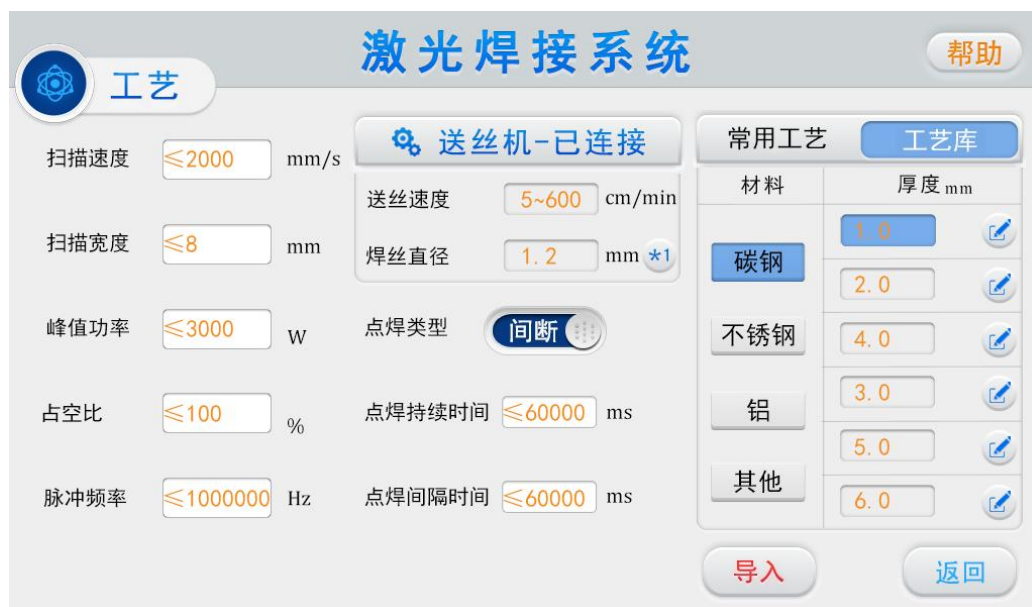 激光焊接系统
帮助
工艺
扫描速度 ≤2000 mm/s
扫描宽度 ≤8 mm
峰值功率 ≤3000 W
占空比 ≤100 %
脉冲频率 ≤1000000 Hz
送丝机-已连接
送丝速度 5~600 cm/min
焊丝直径 1.2 mm *1
点焊类型 间断
点焊持续时间 ≤60000 ms
点焊间隔时间 ≤60000 ms
常用工艺 工艺库
材料 厚度 mm
碳钢
不锈钢
铝
其他
1.0
2.0
4.0
3.0
5.0
6.0
导入
返回